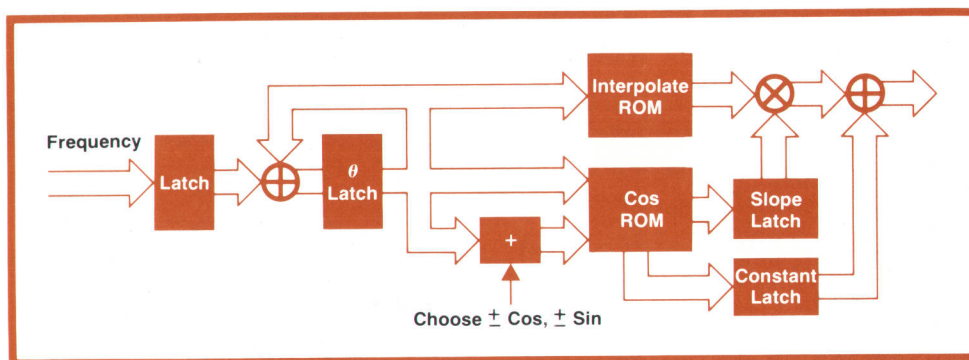 Frequency
Latch
θ
Latch
Interpolate
ROM
Cos
ROM
+
Slope
Latch
Constant
Latch
Choose ± Cos, ± Sin